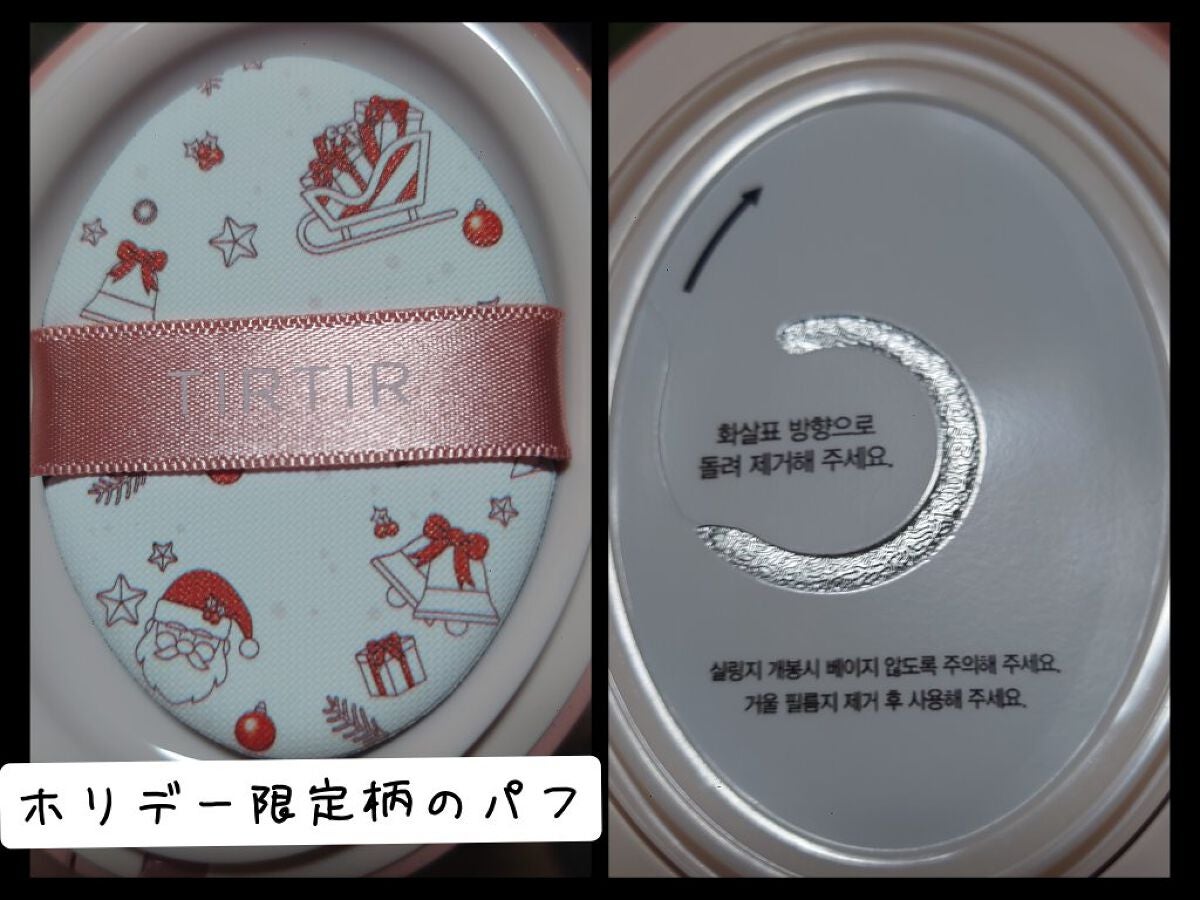 TIRTIR
ホリデー限定柄のパフ
화살표 방향으로
돌려 제거해 주세요.
실링지 개봉시 베이지 않도록 주의해 주세요.
거울 필름지 제거 후 사용해 주세요.